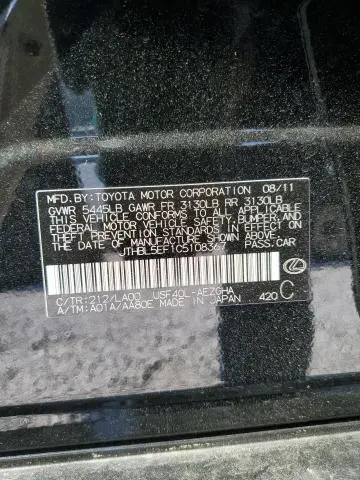 MFD.BY:TOYOTA MOTOR CORPORATION 08/11
GVWR 5445LB GAWR FR 3130LB RR 3130LB
THIS VEHICLE CONFORMS TO ALL APPLICABLE
FEDERAL MOTOR VEHICLE SAFETY, BUMPER, AND
THEFT PREVENTION STANDARDS IN EFFECT ON
THE DATE OF MANUFACTURE SHOWN ABOVE.
JTHBL5EF1C5108367 PASS.CAR
C/TR:212/LA00 USF40L-AEZGHA
A/TM:A01A/AA80E MADE IN JAPAN 420 C